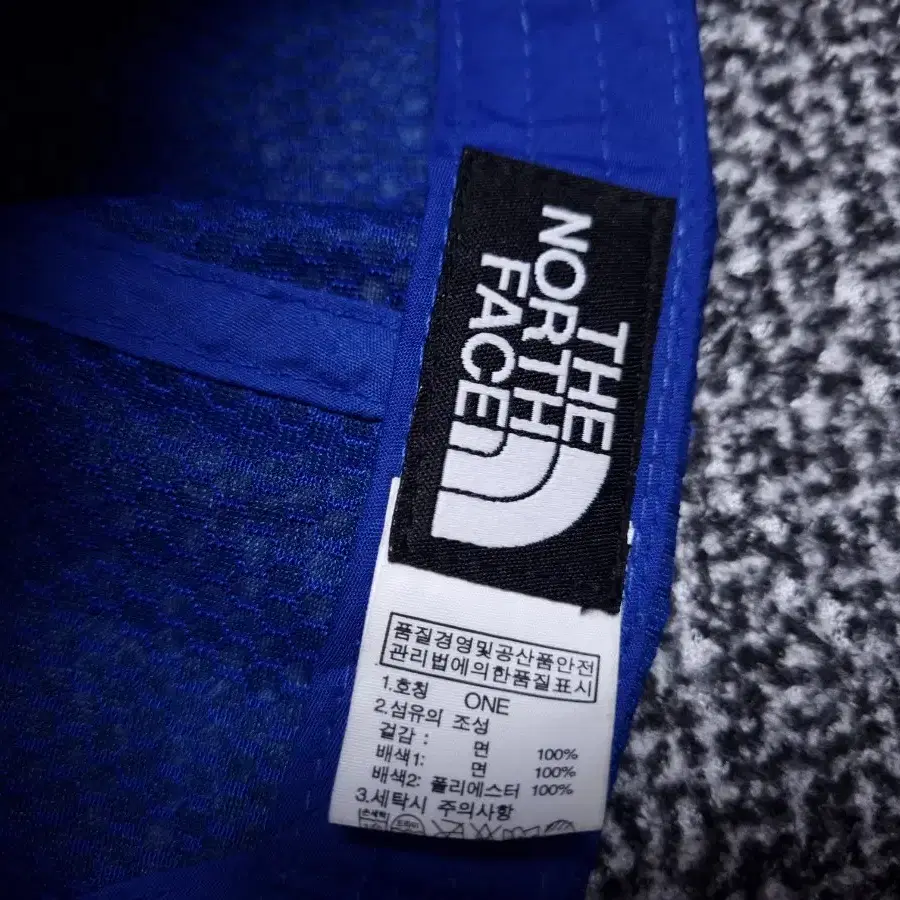 THE
NORTH
FACE
품질경영및공산품안전
관리법에의한품질표시
1.호칭 ONE
2.섬유의 조성
겉감 : 면 100%
배색1: 면 100%
배색2: 폴리에스터 100%
3.세탁시 주의사항